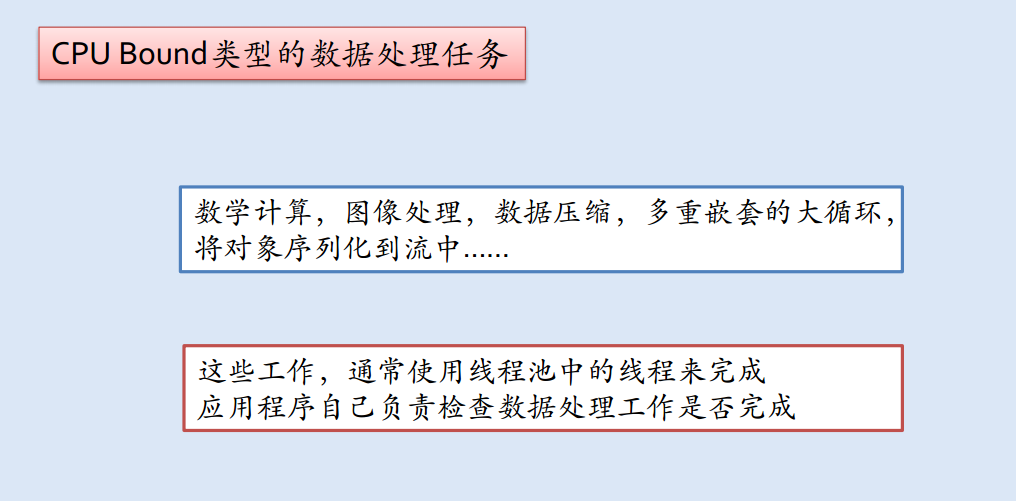 CPU Bound类型的数据处理任务
数学计算，图像处理，数据压缩，多重嵌套的大循环，
将对象序列化到流中……
这些工作，通常使用线程池中的线程来完成
应用程序自己负责检查数据处理工作是否完成